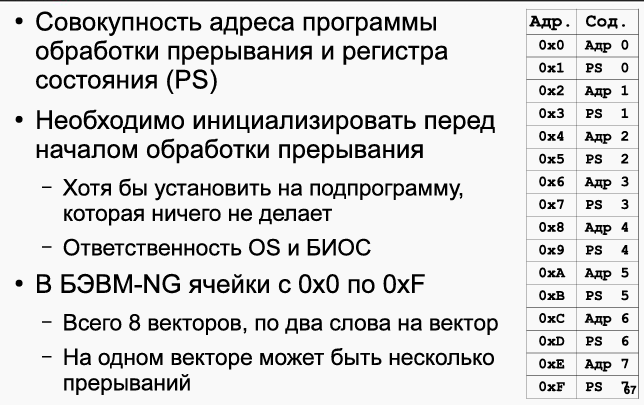 • Совокупность адреса программы
обработки прерывания и регистра
состояния (PS)
• Необходимо инициализировать перед
началом обработки прерывания
– Хотя бы установить на подпрограмму,
которая ничего не делает
– Ответственность OS и БИОС
• В БЭВМ-NG ячейки с 0x0 по 0xF
– Всего 8 векторов, по два слова на вектор
– На одном векторе может быть несколько
прерываний
Адр. Сод.
0x0 Адр 0
0x1 PS 0
0x2 Адр 1
0x3 PS 1
0x4 Адр 2
0x5 PS 2
0x6 Адр 3
0x7 PS 3
0x8 Адр 4
0x9 PS 4
0xA Адр 5
0xB PS 5
0xC Адр 6
0xD PS 6
0xE Адр 7
0xF PS 7
67